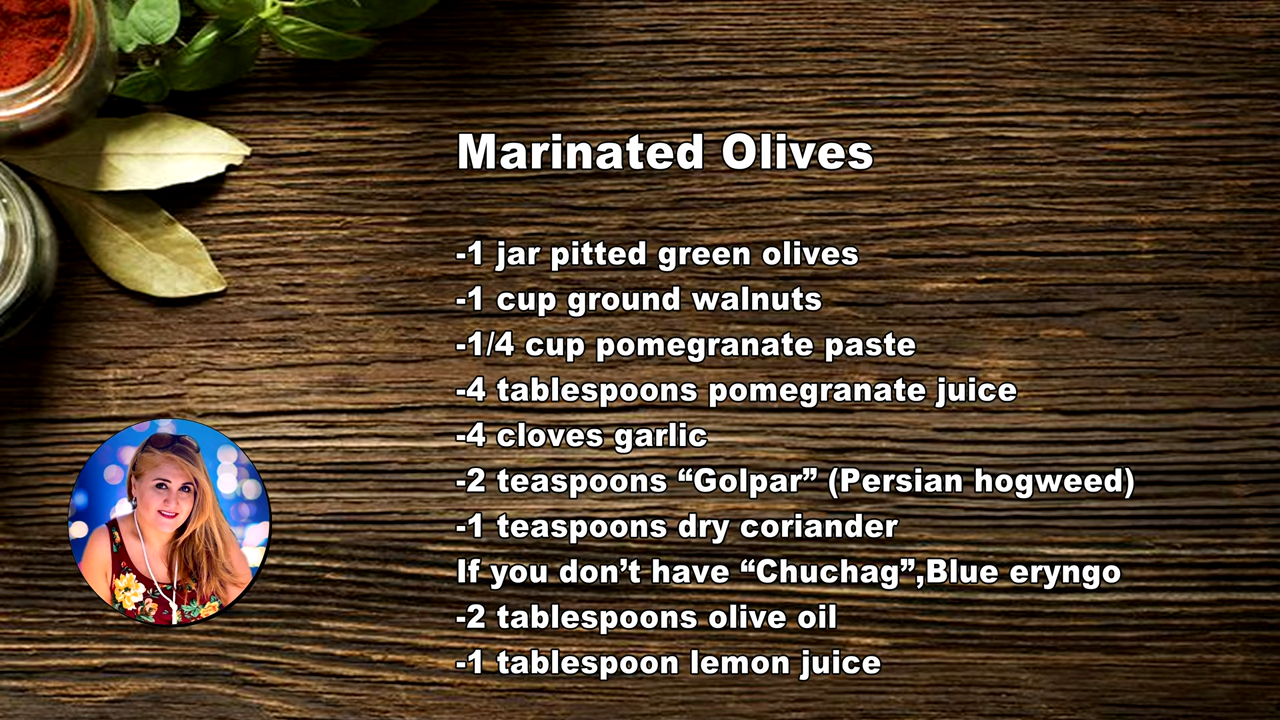 Marinated Olives
-1 jar pitted green olives
-1 cup ground walnuts
-1/4 cup pomegranate paste
-4 tablespoons pomegranate juice
-4 cloves garlic
-2 teaspoons “Golpar” (Persian hogweed)
-1 teaspoons dry coriander
If you don’t have “Chuchag”,Blue eryngo
-2 tablespoons olive oil
-1 tablespoon lemon juice